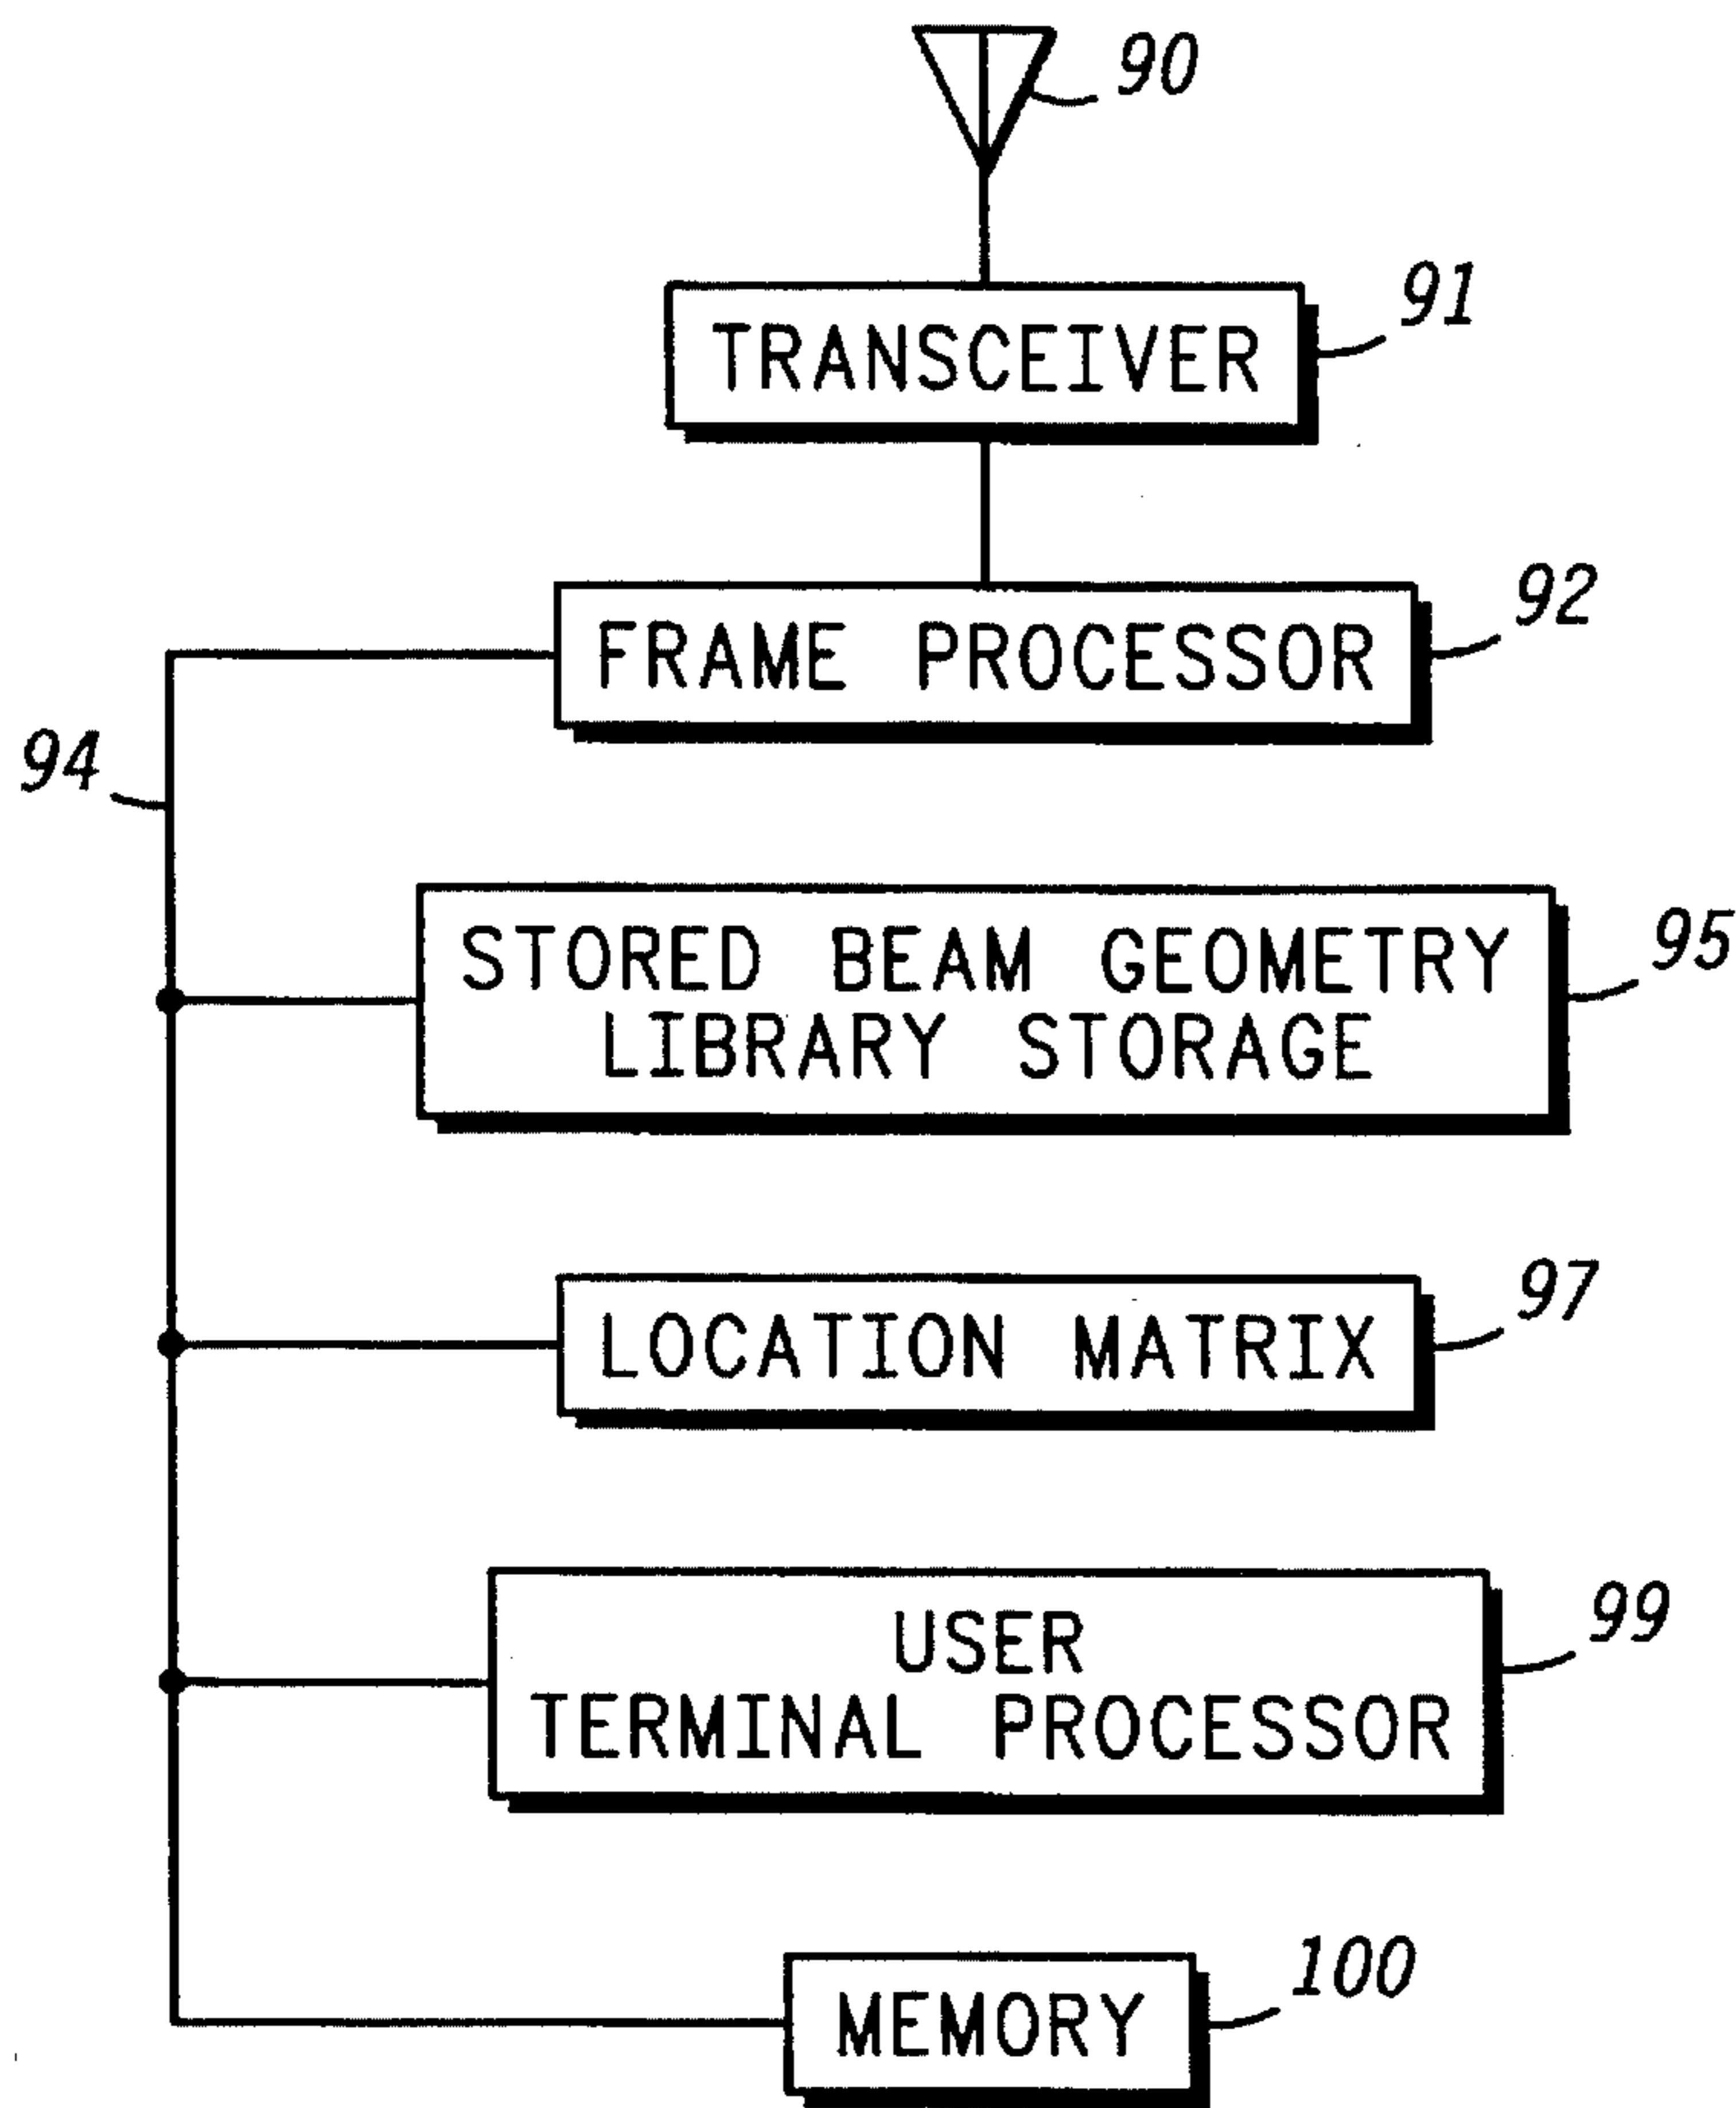 90
91
TRANSCEIVER
92
FRAME PROCESSOR
94
95
STORED BEAM GEOMETRY
LIBRARY STORAGE
97
LOCATION MATRIX
99
USER
TERMINAL PROCESSOR
100
MEMORY